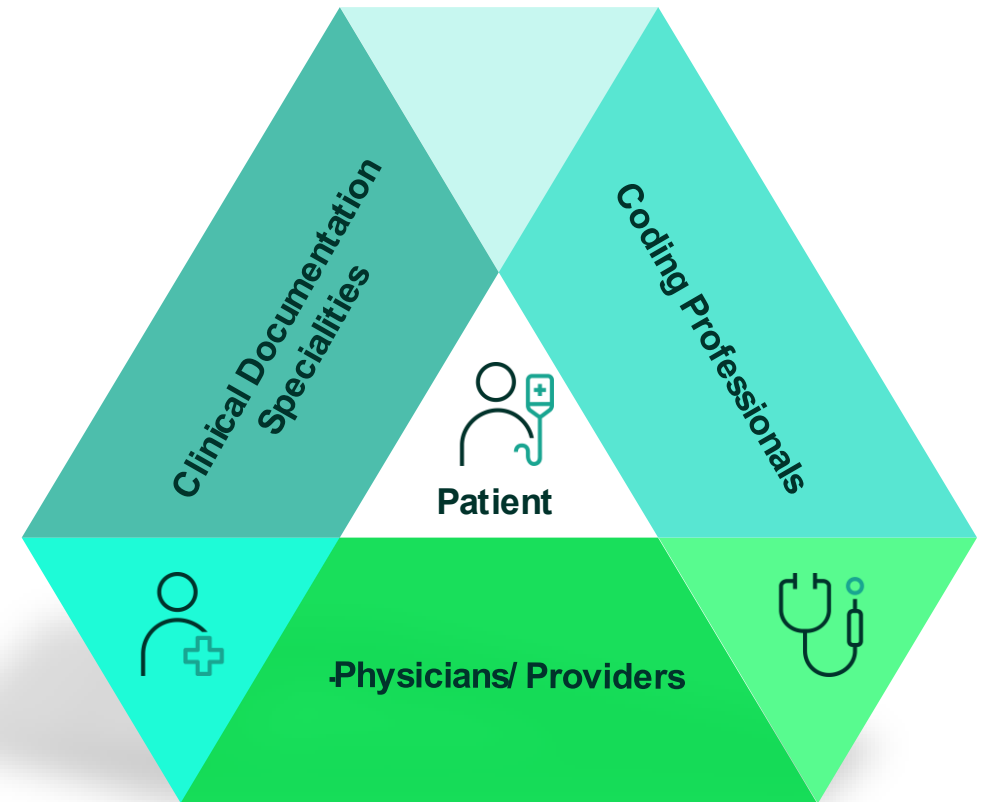 Clinical Documentation
Specialities
Coding Professionals
Patient
-Physicians/ Providers